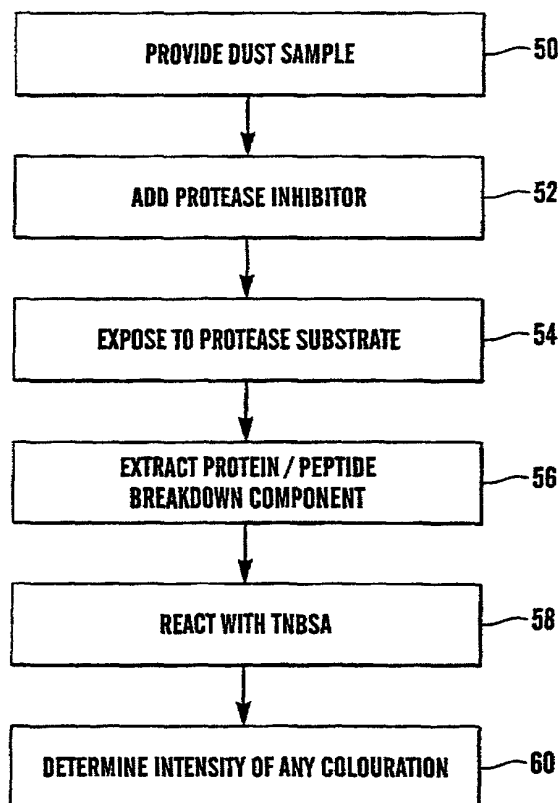 PROVIDE DUST SAMPLE
50
ADD PROTEASE INHIBITOR
52
EXPOSE TO PROTEASE SUBSTRATE
54
EXTRACT PROTEIN / PEPTIDE
BREAKDOWN COMPONENT
56
REACT WITH TNBSA
58
DETERMINE INTENSITY OF ANY COLOURATION
60